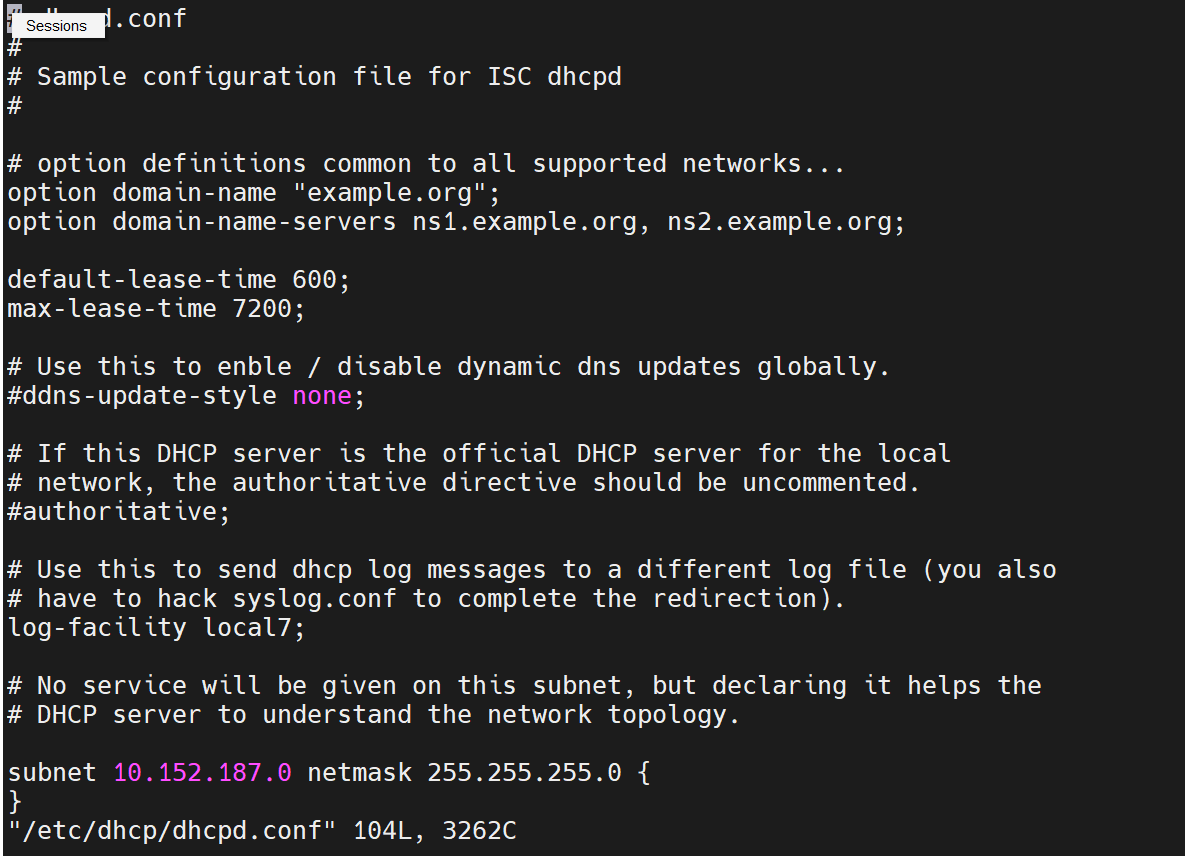 # dhcpd.conf
Sessions
#
# Sample configuration file for ISC dhcpd
#
# option definitions common to all supported networks...
option domain-name "example.org";
option domain-name-servers ns1.example.org, ns2.example.org;
default-lease-time 600;
max-lease-time 7200;
# Use this to enble / disable dynamic dns updates globally.
#ddns-update-style none;
# If this DHCP server is the official DHCP server for the local
# network, the authoritative directive should be uncommented.
#authoritative;
# Use this to send dhcp log messages to a different log file (you also
# have to hack syslog.conf to complete the redirection).
log-facility local7;
# No service will be given on this subnet, but declaring it helps the
# DHCP server to understand the network topology.
subnet 10.152.187.0 netmask 255.255.255.0 {
}
"/etc/dhcp/dhcpd.conf" 104L, 3262C